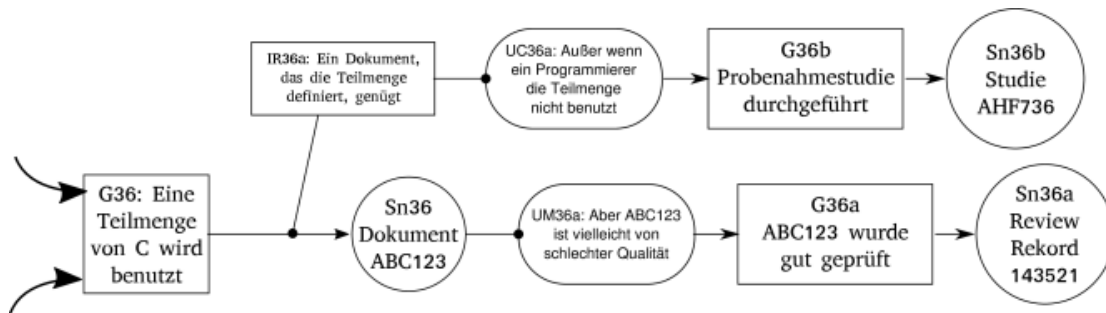 IR36a: Ein Dokument,
das die Teilmenge
definiert, genügt
UC36a: Außer wenn
ein Programmierer
die Teilmenge
nicht benutzt
G36b
Probenahmestudie
durchgeführt
Sn36b
Studie
AHF736
G36: Eine
Teilmenge
von C wird
benutzt
Sn36
Dokument
ABC123
UM36a: Aber ABC123
ist vielleicht von
schlechter Qualität
G36a
ABC123 wurde
gut geprüft
Sn36a
Review
Rekord
143521